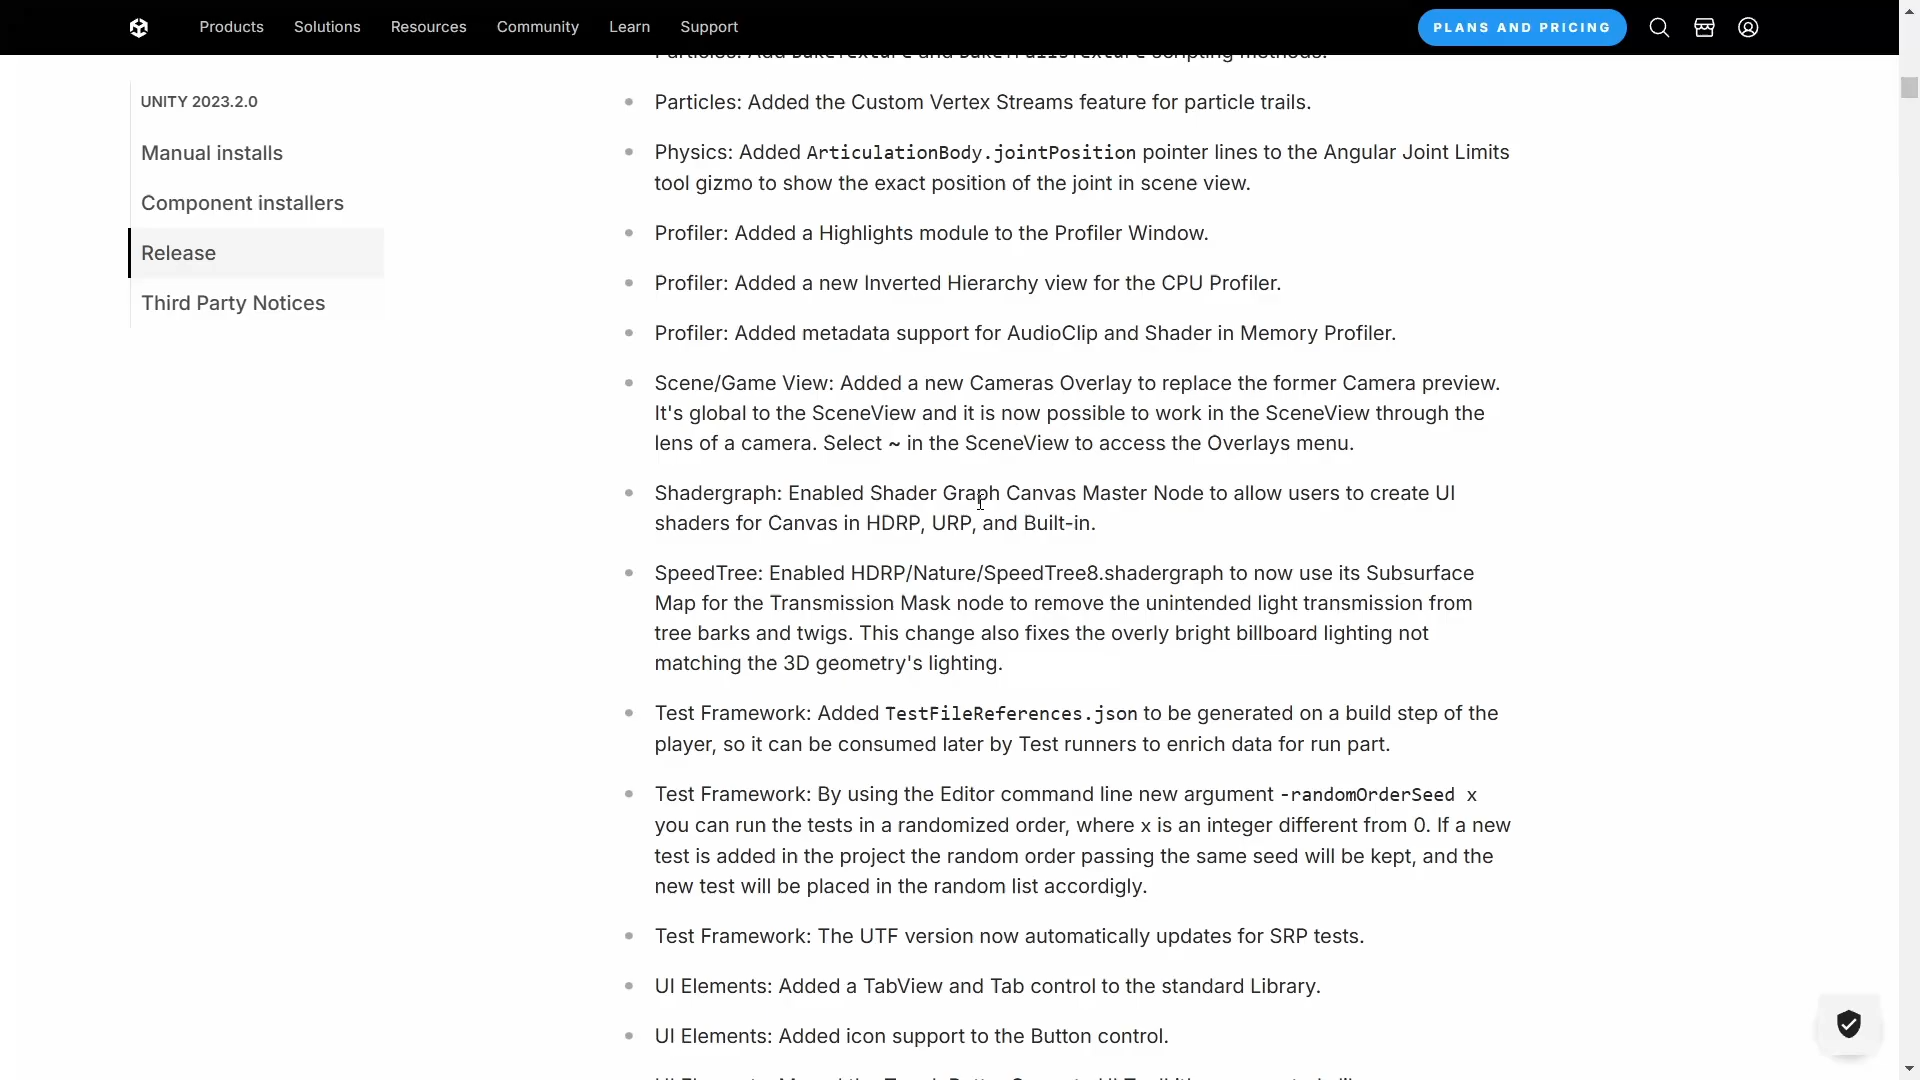 Products Solutions Resources Community Learn Support PLANS AND PRICING
UNITY 2023.2.0
Manual installs
Component installers
Release
Third Party Notices
Particles: Add BakeTexture and BakeTrailsTexture scripting methods.
Particles: Added the Custom Vertex Streams feature for particle trails.
Physics: Added ArticulationBody.jointPosition pointer lines to the Angular Joint Limits
tool gizmo to show the exact position of the joint in scene view.
Profiler: Added a Highlights module to the Profiler Window.
Profiler: Added a new Inverted Hierarchy view for the CPU Profiler.
Profiler: Added metadata support for AudioClip and Shader in Memory Profiler.
Scene/Game View: Added a new Cameras Overlay to replace the former Camera preview.
It's global to the SceneView and it is now possible to work in the SceneView through the
lens of a camera. Select ~ in the SceneView to access the Overlays menu.
Shadergraph: Enabled Shader Graph Canvas Master Node to allow users to create UI
shaders for Canvas in HDRP, URP, and Built-in.
SpeedTree: Enabled HDRP/Nature/SpeedTree8.shadergraph to now use its Subsurface
Map for the Transmission Mask node to remove the unintended light transmission from
tree barks and twigs. This change also fixes the overly bright billboard lighting not
matching the 3D geometry's lighting.
Test Framework: Added TestFileReferences.json to be generated on a build step of the
player, so it can be consumed later by Test runners to enrich data for run part.
Test Framework: By using the Editor command line new argument -randomOrderSeed x
you can run the tests in a randomized order, where x is an integer different from 0. If a new
test is added in the project the random order passing the same seed will be kept, and the
new test will be placed in the random list accordigly.
Test Framework: The UTF version now automatically updates for SRP tests.
UI Elements: Added a TabView and Tab control to the standard Library.
UI Elements: Added icon support to the Button control.